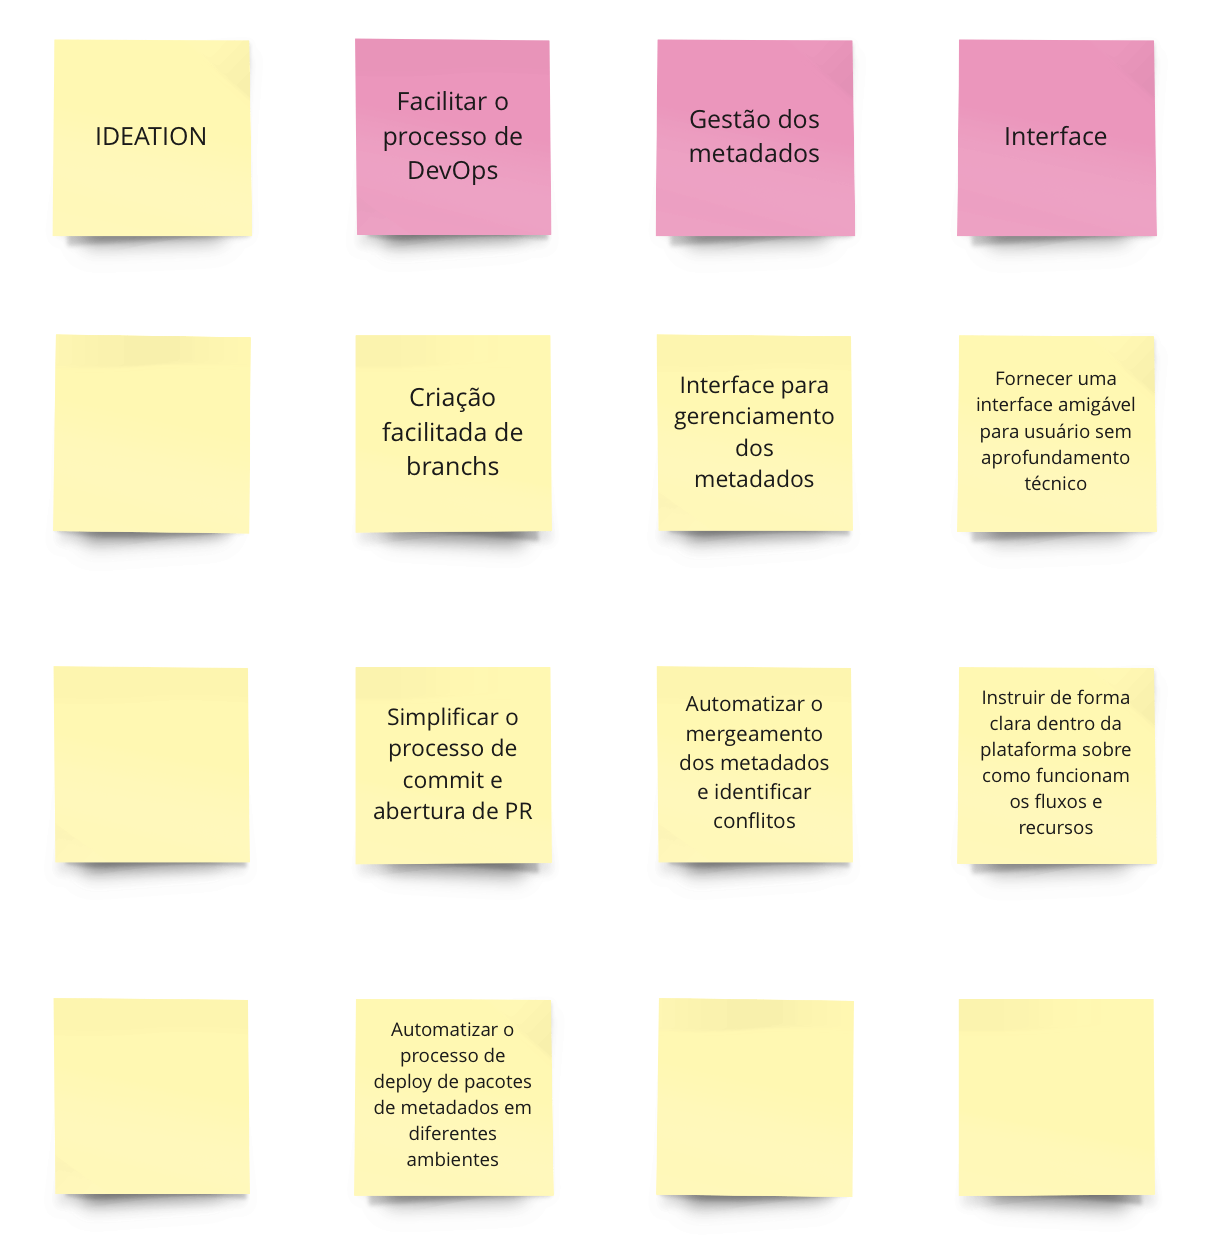 IDEATION
Facilitar o
processo de
DevOps
Gestão dos
metadados
Interface
Criação
facilitada de
branchs
Interface para
gerenciamento
dos
metadados
Fornecer uma
interface amigável
para usuário sem
aprofundamento
técnico
Simplificar o
processo de
commit e
abertura de PR
Automatizar o
mergeamento
dos metadados
e identificar
conflitos
Instruir de forma
clara dentro da
plataforma sobre
como funcionam
os fluxos e
recursos
Automatizar o
processo de
deploy de pacotes
de metadados em
diferentes
ambientes